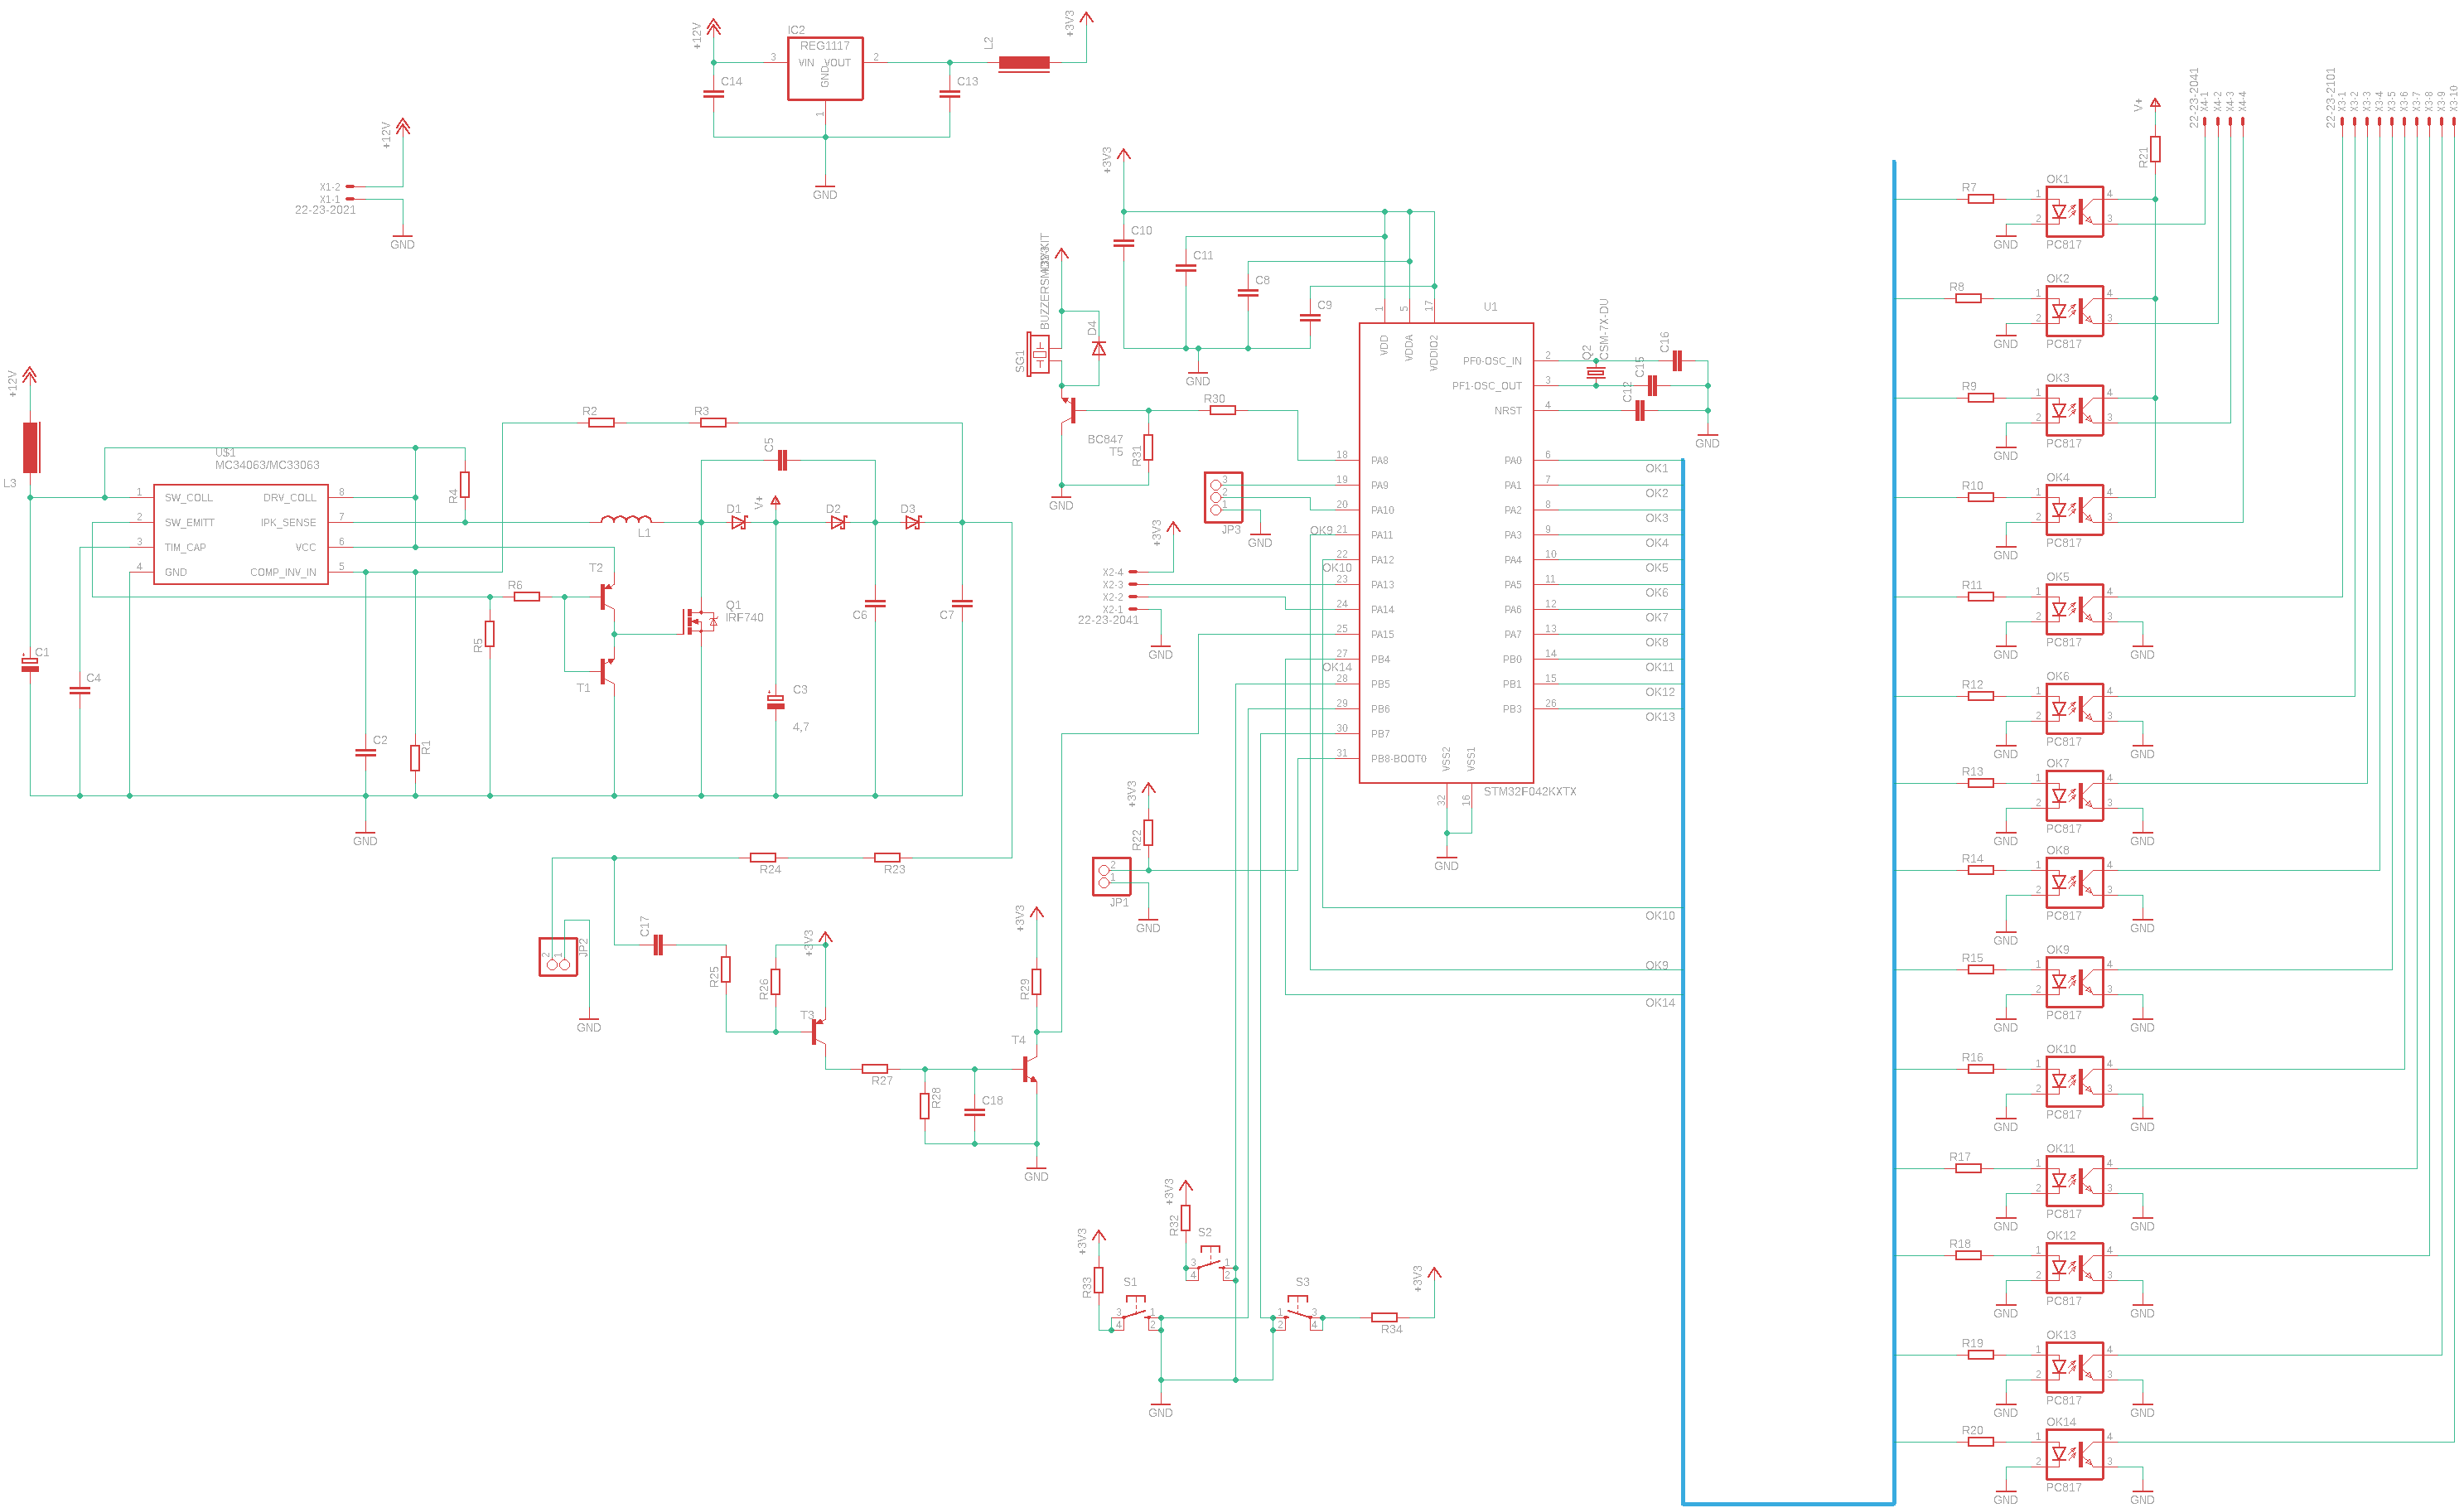 +12V
IC2
REG1117
3
VIN
VOUT
2
GND
1
C14
C13
L2
+3V3
GND
+12V
X1-2
X1-1
22-23-2021
GND
+12V
L3
U$1
MC34063/MC33063
1
SW_COLL
DRV_COLL
8
2
SW_EMITT
IPK_SENSE
7
3
TIM_CAP
VCC
6
4
GND
COMP_INV_IN
5
C1
C4
C2
R1
R4
R5
R6
R2
R3
C5
L1
D1
V+
D2
D3
T2
T1
Q1
IRF740
C3
4,7
C6
C7
GND
R24
R23
JP2
2
1
GND
C17
R25
R26
+3V3
T3
R27
R28
C18
T4
R29
+3V3
GND
+3V3
C10
C11
C8
C9
GND
SG1
D4
BC847
T5
R30
R31
GND
JP3
3
2
1
GND
+3V3
X2-4
X2-3
X2-2
X2-1
22-23-2041
GND
+3V3
R22
JP1
2
1
GND
U1
1
VDD
5
VDDA
17
VDDIO2
PF0-OSC_IN
2
PF1-OSC_OUT
3
NRST
4
Q2
CSM-7X-DU
C16
C15
C12
GND
18
PA8
PA0
6
OK1
19
PA9
PA1
7
OK2
20
PA10
PA2
8
OK3
OK9
21
PA11
PA3
9
OK4
22
PA12
PA4
10
OK5
OK10
23
PA13
PA5
11
OK6
24
PA14
PA6
12
OK7
25
PA15
PA7
13
OK8
27
PB4
PB0
14
OK11
OK14
28
PB5
PB1
15
OK12
29
PB6
PB3
26
OK13
30
PB7
31
PB8-BOOT0
VSS2
32
VSS1
16
STM32F042KXTX
GND
OK10
OK9
OK14
+3V3
R33
S1
3
4
1
2
+3V3
R32
S2
3
4
1
2
S3
1
2
3
4
R34
+3V3
GND
V+
R21
22-23-2041
X4-1
X4-2
X4-3
X4-4
22-23-2101
X3-1
X3-2
X3-3
X3-4
X3-5
X3-6
X3-7
X3-8
X3-9
X3-10
R7
OK1
1
2
4
3
GND
PC817
R8
OK2
1
2
4
3
GND
PC817
R9
OK3
1
2
4
3
GND
PC817
R10
OK4
1
2
4
3
GND
PC817
R11
OK5
1
2
4
3
GND
PC817
GND
R12
OK6
1
2
4
3
GND
PC817
GND
R13
OK7
1
2
4
3
GND
PC817
GND
R14
OK8
1
2
4
3
GND
PC817
GND
R15
OK9
1
2
4
3
GND
PC817
GND
R16
OK10
1
2
4
3
GND
PC817
GND
R17
OK11
1
2
4
3
GND
PC817
GND
R18
OK12
1
2
4
3
GND
PC817
GND
R19
OK13
1
2
4
3
GND
PC817
GND
R20
OK14
1
2
4
3
GND
PC817
GND